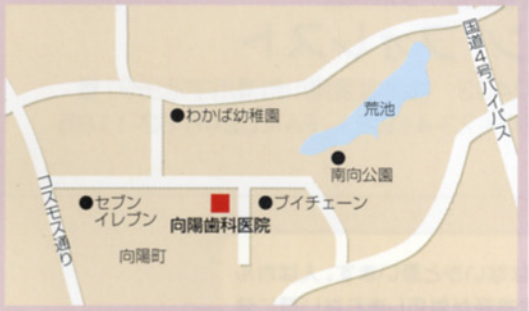 国道4号バイパス
わかば幼稚園
荒池
南向公園
コスモス通り
セブン
イレブン
向陽歯科医院
ブイチェーン
向陽町